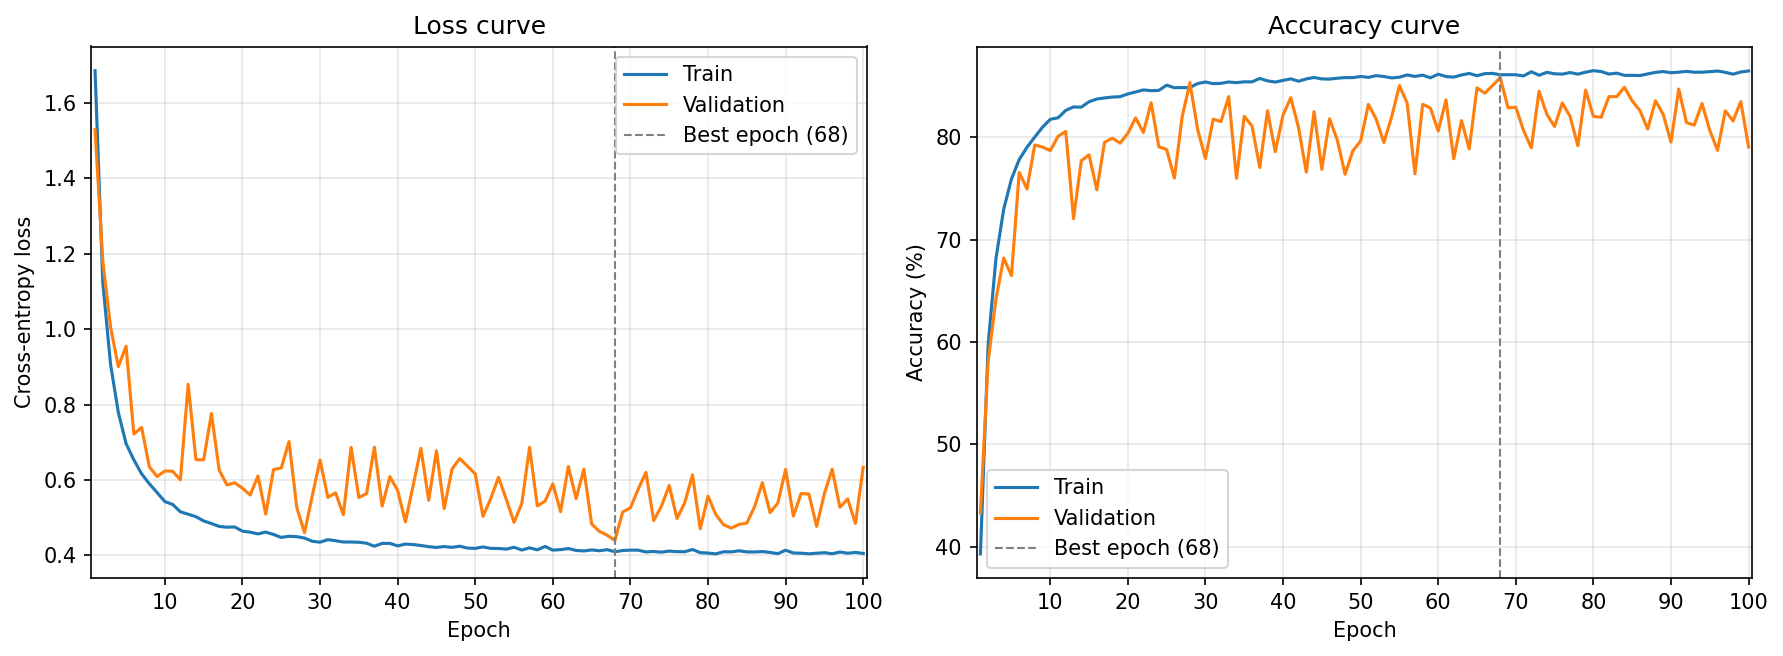 Loss curve
Cross-entropy loss
1.6
1.4
1.2
1.0
0.8
0.6
0.4
Train
Validation
Best epoch (68)
10 20 30 40 50 60 70 80 90 100
Epoch
Accuracy curve
Accuracy (%)
80
70
60
50
40
Train
Validation
Best epoch (68)
10 20 30 40 50 60 70 80 90 100
Epoch